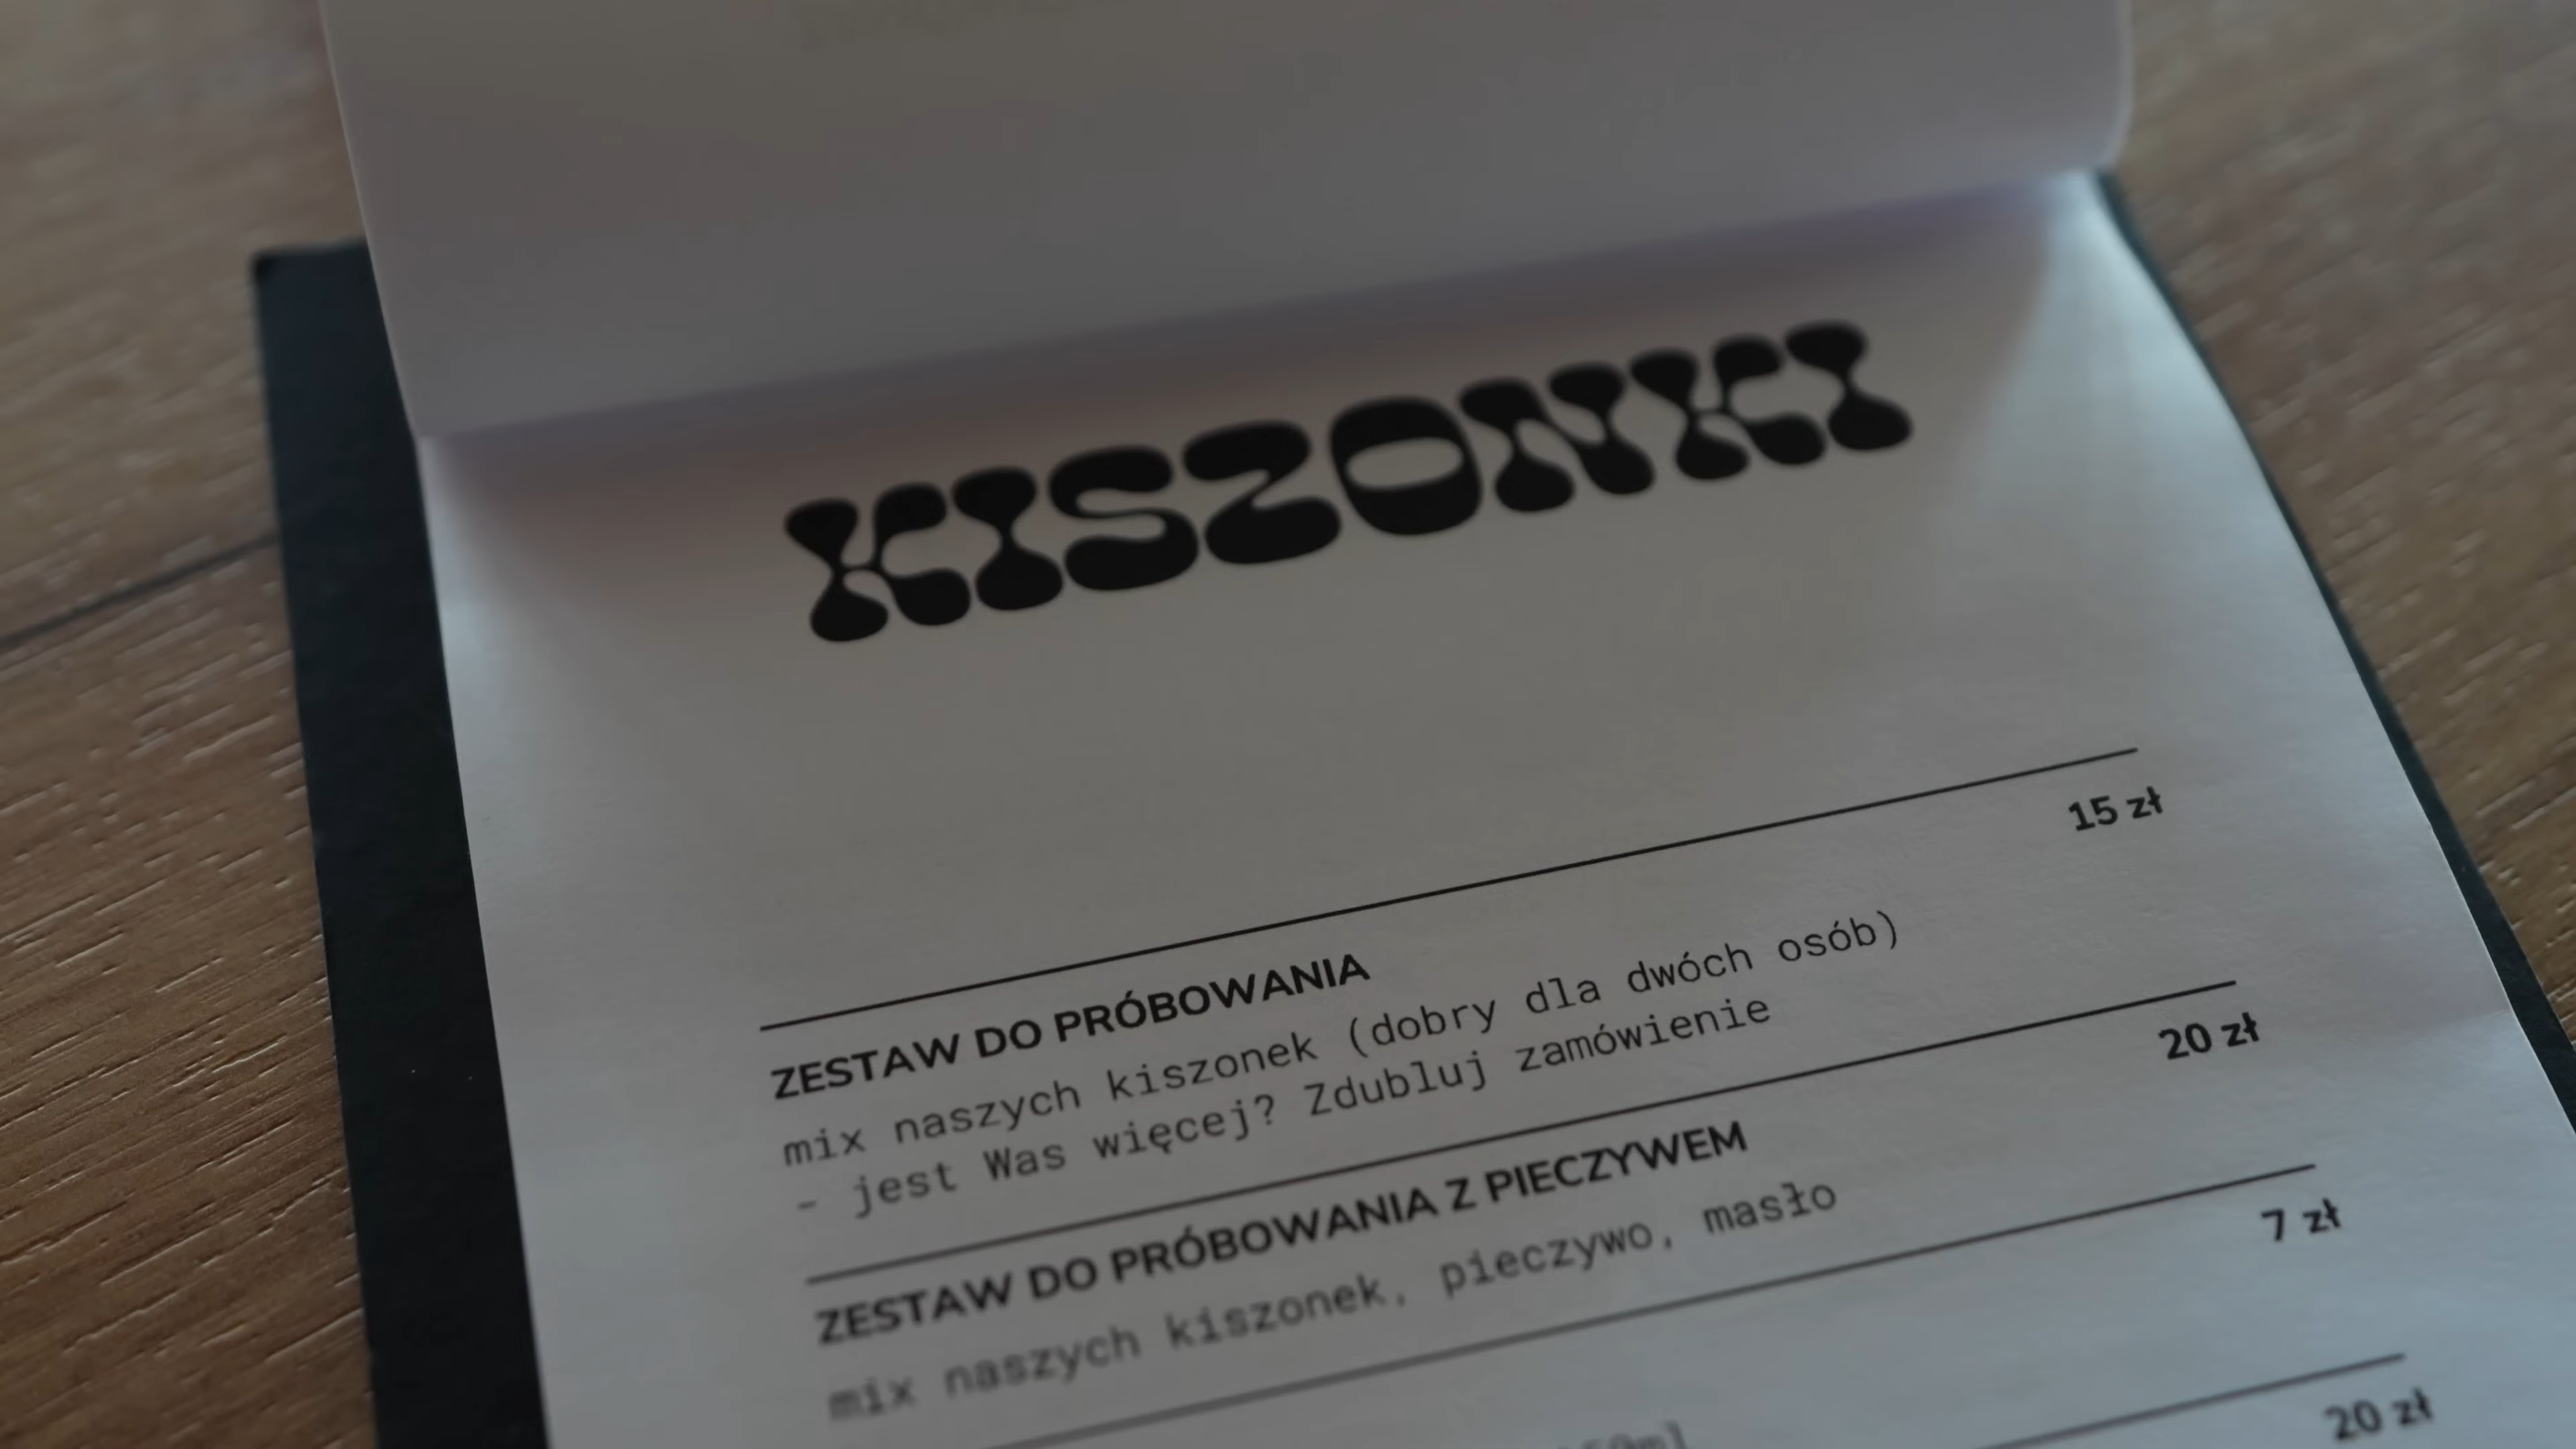 KISZONKI
15 zł
ZESTAW DO PRÓBOWANIA
mix naszych kiszonek (dobry dla dwóch osób)
- jest Was więcej? Zdubluj zamówienie
20 zł
ZESTAW DO PRÓBOWANIA Z PIECZYWEM
mix naszych kiszonek, pieczywo, masło
7 zł
20 zł